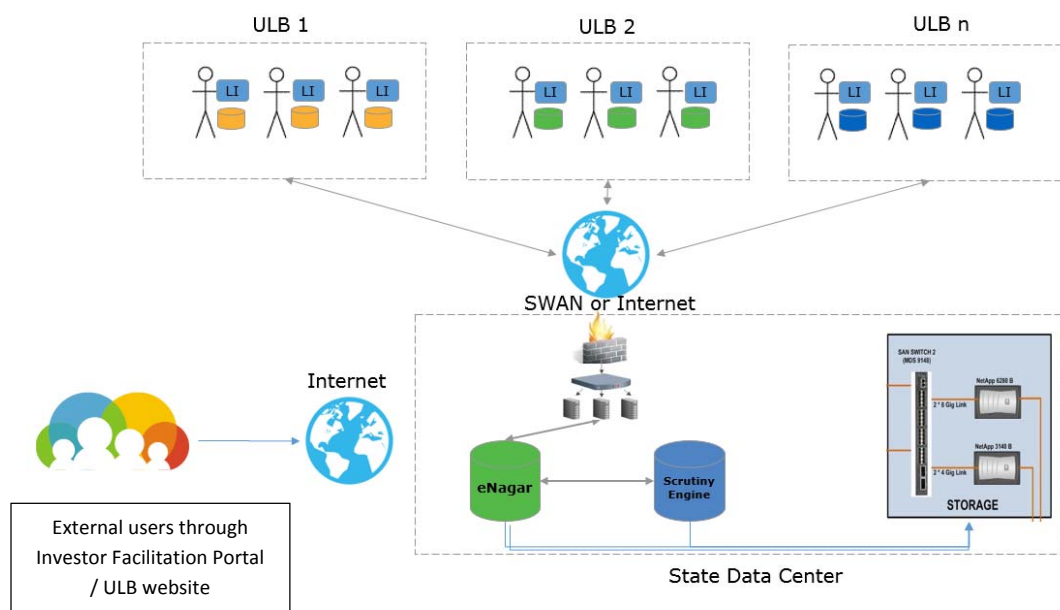 ULB 1
ULB 2
ULB n
LI
LI
LI
LI
LI
LI
LI
LI
LI
SWAN or Internet
Internet
eNagar
Scrutiny
Engine
SAN SWITCH 2
(MDS 9148)
NetApp 6280 B
2 * 8 Gig Link
NetApp 3140 B
2 * 4 Gig Link
STORAGE
State Data Center
External users through
Investor Facilitation Portal
/ ULB website